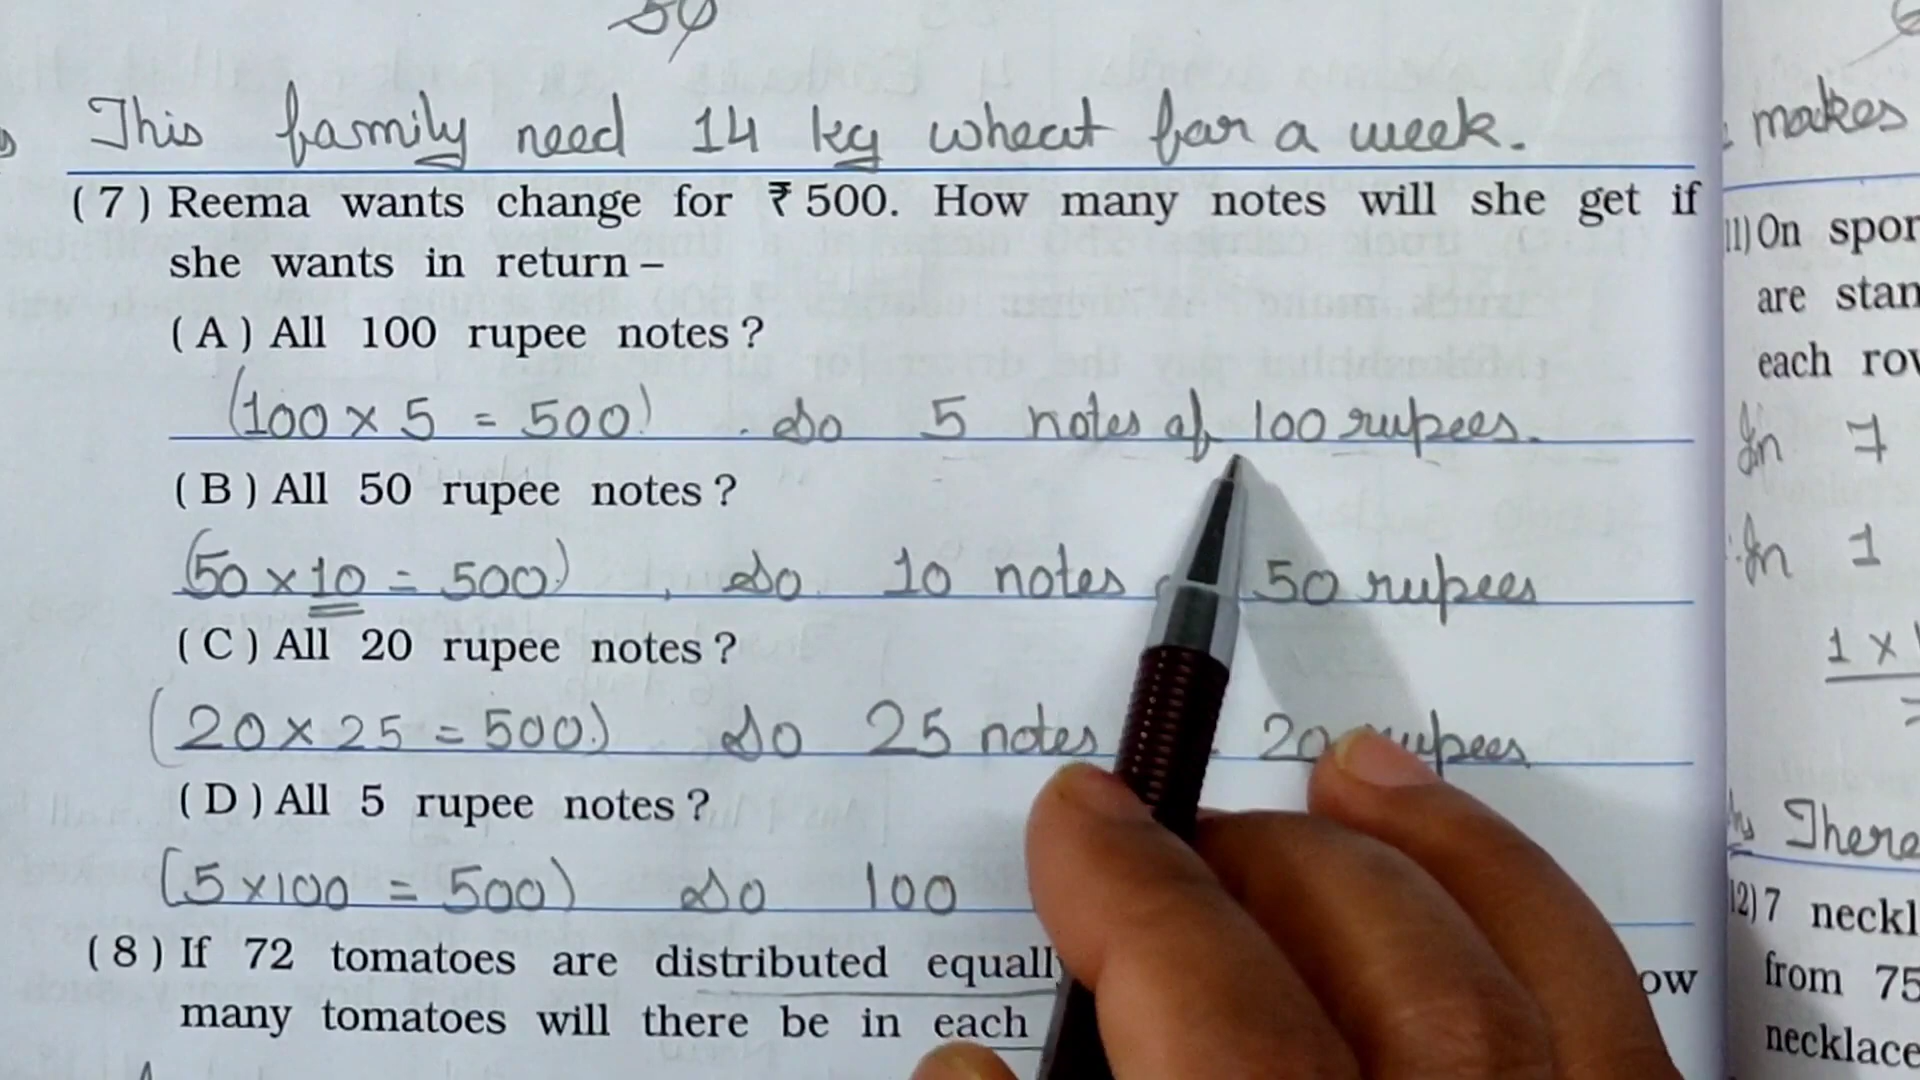 54
This family need 14 kg wheat for a week.
(7) Reema wants change for ₹ 500. How many notes will she get if
she wants in return –
(A) All 100 rupee notes?
(100 × 5 = 500) . So 5 notes of 100 rupees.
(B) All 50 rupee notes?
(50 × 10 = 500) , So 10 notes 50 rupees
(C) All 20 rupee notes?
(20 × 25 = 500) So 25 notes 20 rupees
(D) All 5 rupee notes?
(5 × 100 = 500) So 100
(8) If 72 tomatoes are distributed equally
many tomatoes will there be in each
makes
11) On spor
are stan
each row
In 7
In 1
1 ×
There
12) 7 neckl
from 75
necklace